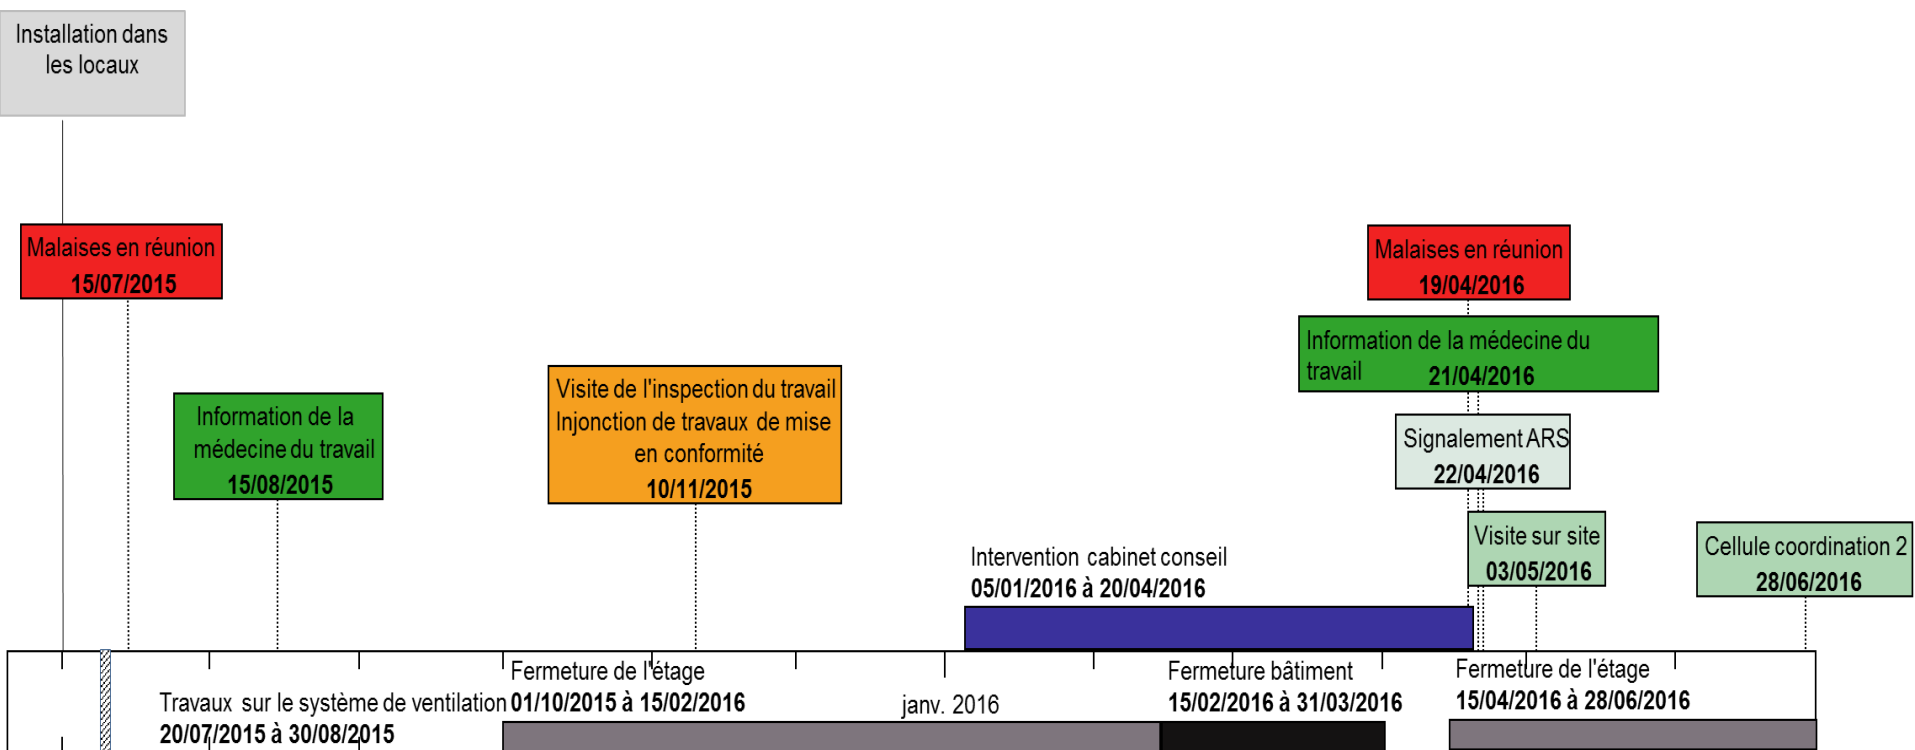 Installation dans
les locaux
Malaises en réunion
15/07/2015
Malaises en réunion
19/04/2016
Information de la médecine du
travail 21/04/2016
Information de la
médecine du travail
15/08/2015
Visite de l'inspection du travail
Injonction de travaux de mise
en conformité
10/11/2015
Signalement ARS
22/04/2016
Visite sur site
03/05/2016
Cellule coordination 2
28/06/2016
Intervention cabinet conseil
05/01/2016 à 20/04/2016
Travaux sur le système de ventilation
20/07/2015 à 30/08/2015
Fermeture de l'étage
01/10/2015 à 15/02/2016
janv. 2016
Fermeture bâtiment
15/02/2016 à 31/03/2016
Fermeture de l'étage
15/04/2016 à 28/06/2016